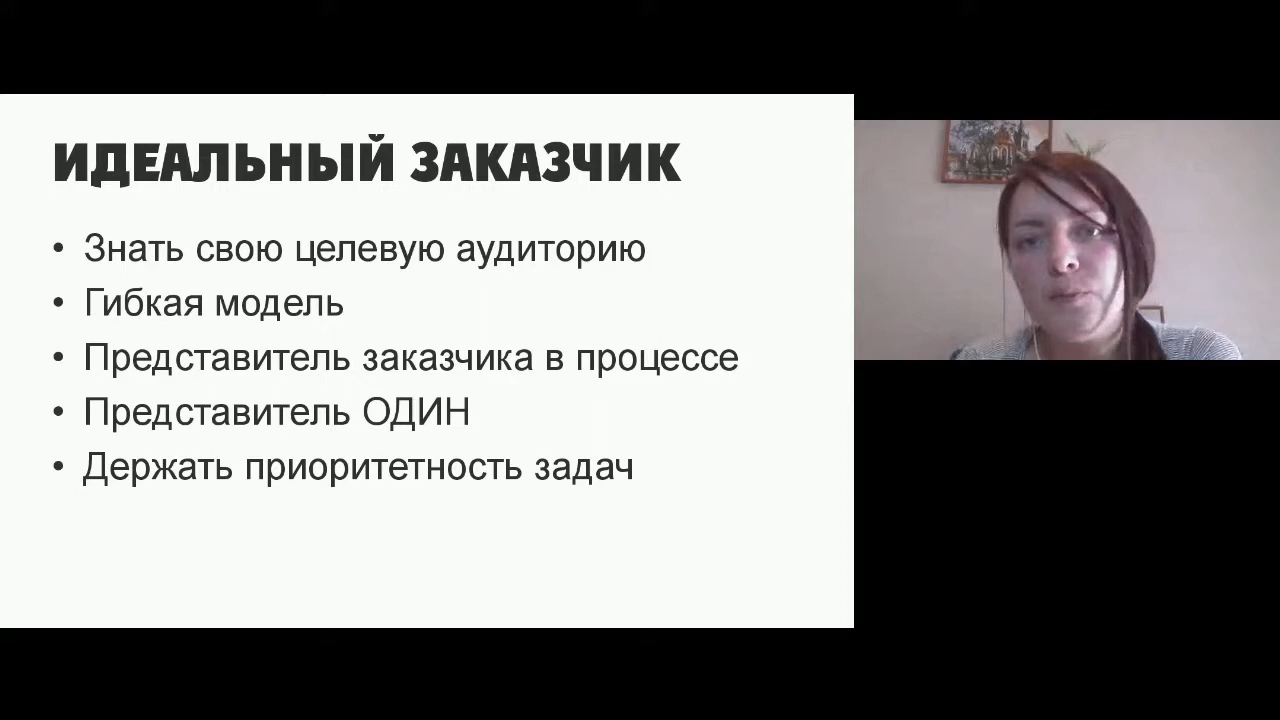 ИДЕАЛЬНЫЙ ЗАКАЗЧИК
• Знать свою целевую аудиторию
• Гибкая модель
• Представитель заказчика в процессе
• Представитель ОДИН
• Держать приоритетность задач